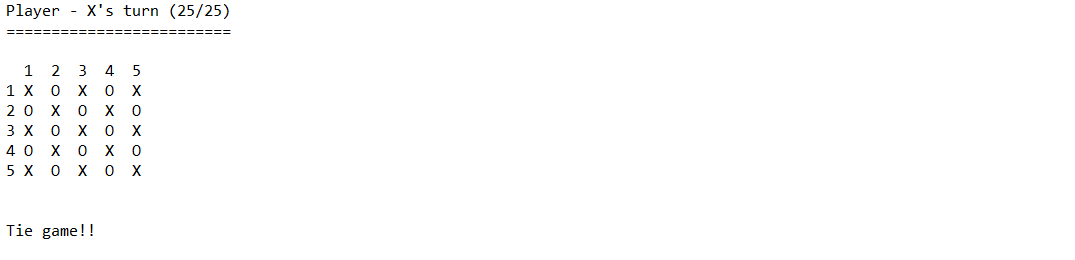 Player - X's turn (25/25)
=========================
1 2 3 4 5
1 X O X O X
2 O X O X O
3 X O X O X
4 O X O X O
5 X O X O X
Tie game!!